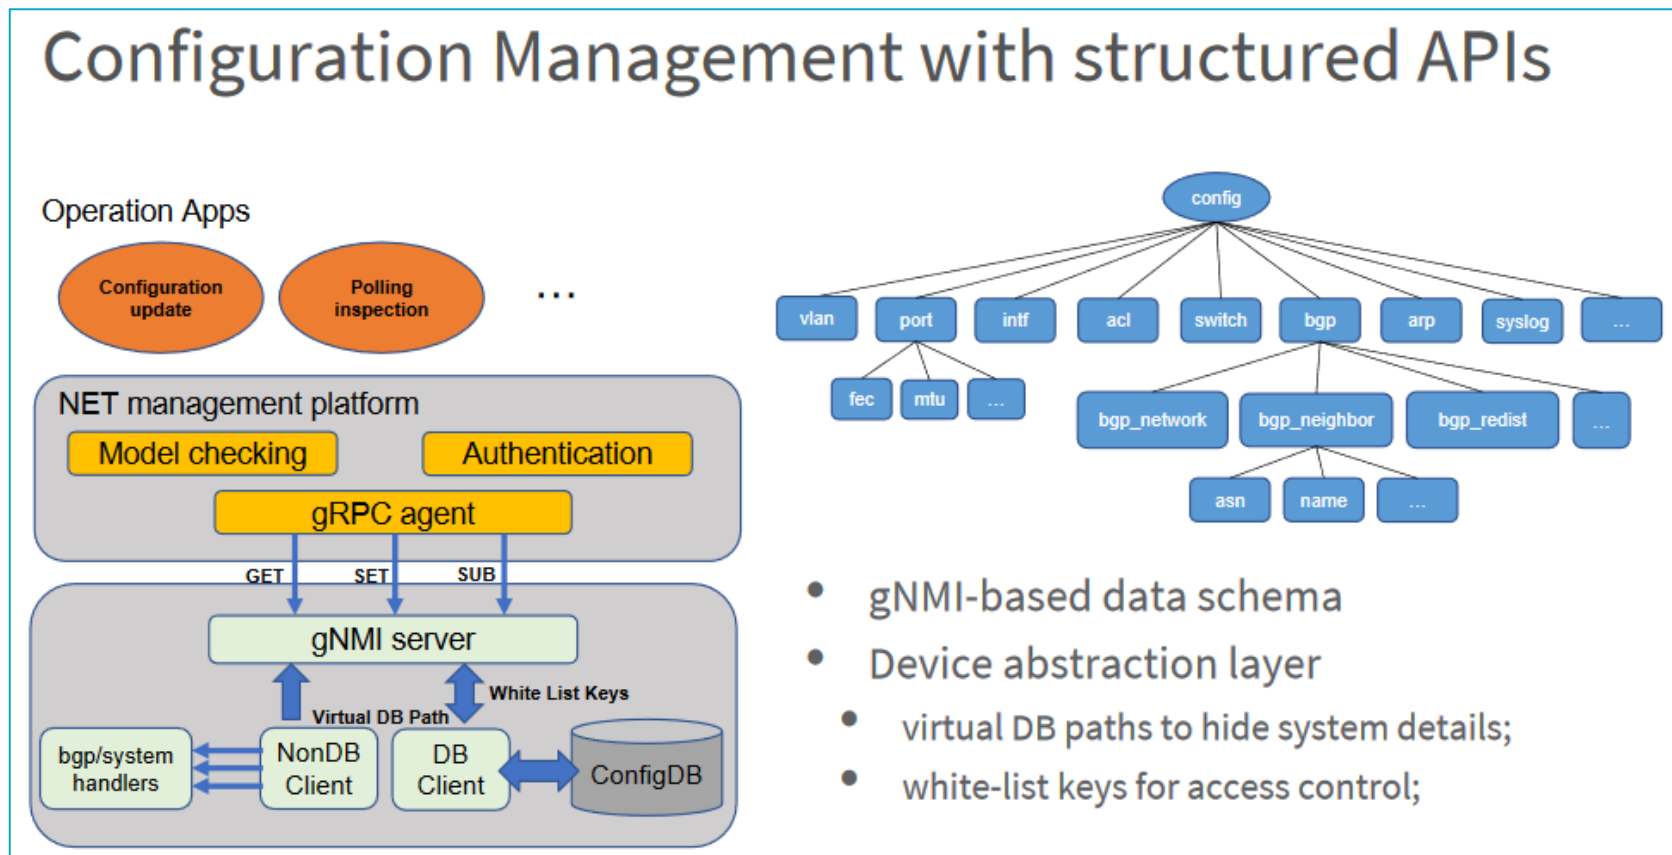 Configuration Management with structured APIs
Operation Apps
Configuration
update
Polling
inspection
...
NET management platform
Model checking
Authentication
gRPC agent
GET
SET
SUB
gNMI server
White List Keys
Virtual DB Path
bgp/system
handlers
NonDB
Client
DB
Client
ConfigDB
config
vlan
port
intf
acl
switch
bgp
arp
syslog
...
fec
mtu
...
bgp_network
bgp_neighbor
bgp_redist
...
asn
name
...
• gNMI-based data schema
• Device abstraction layer
• virtual DB paths to hide system details;
• white-list keys for access control;